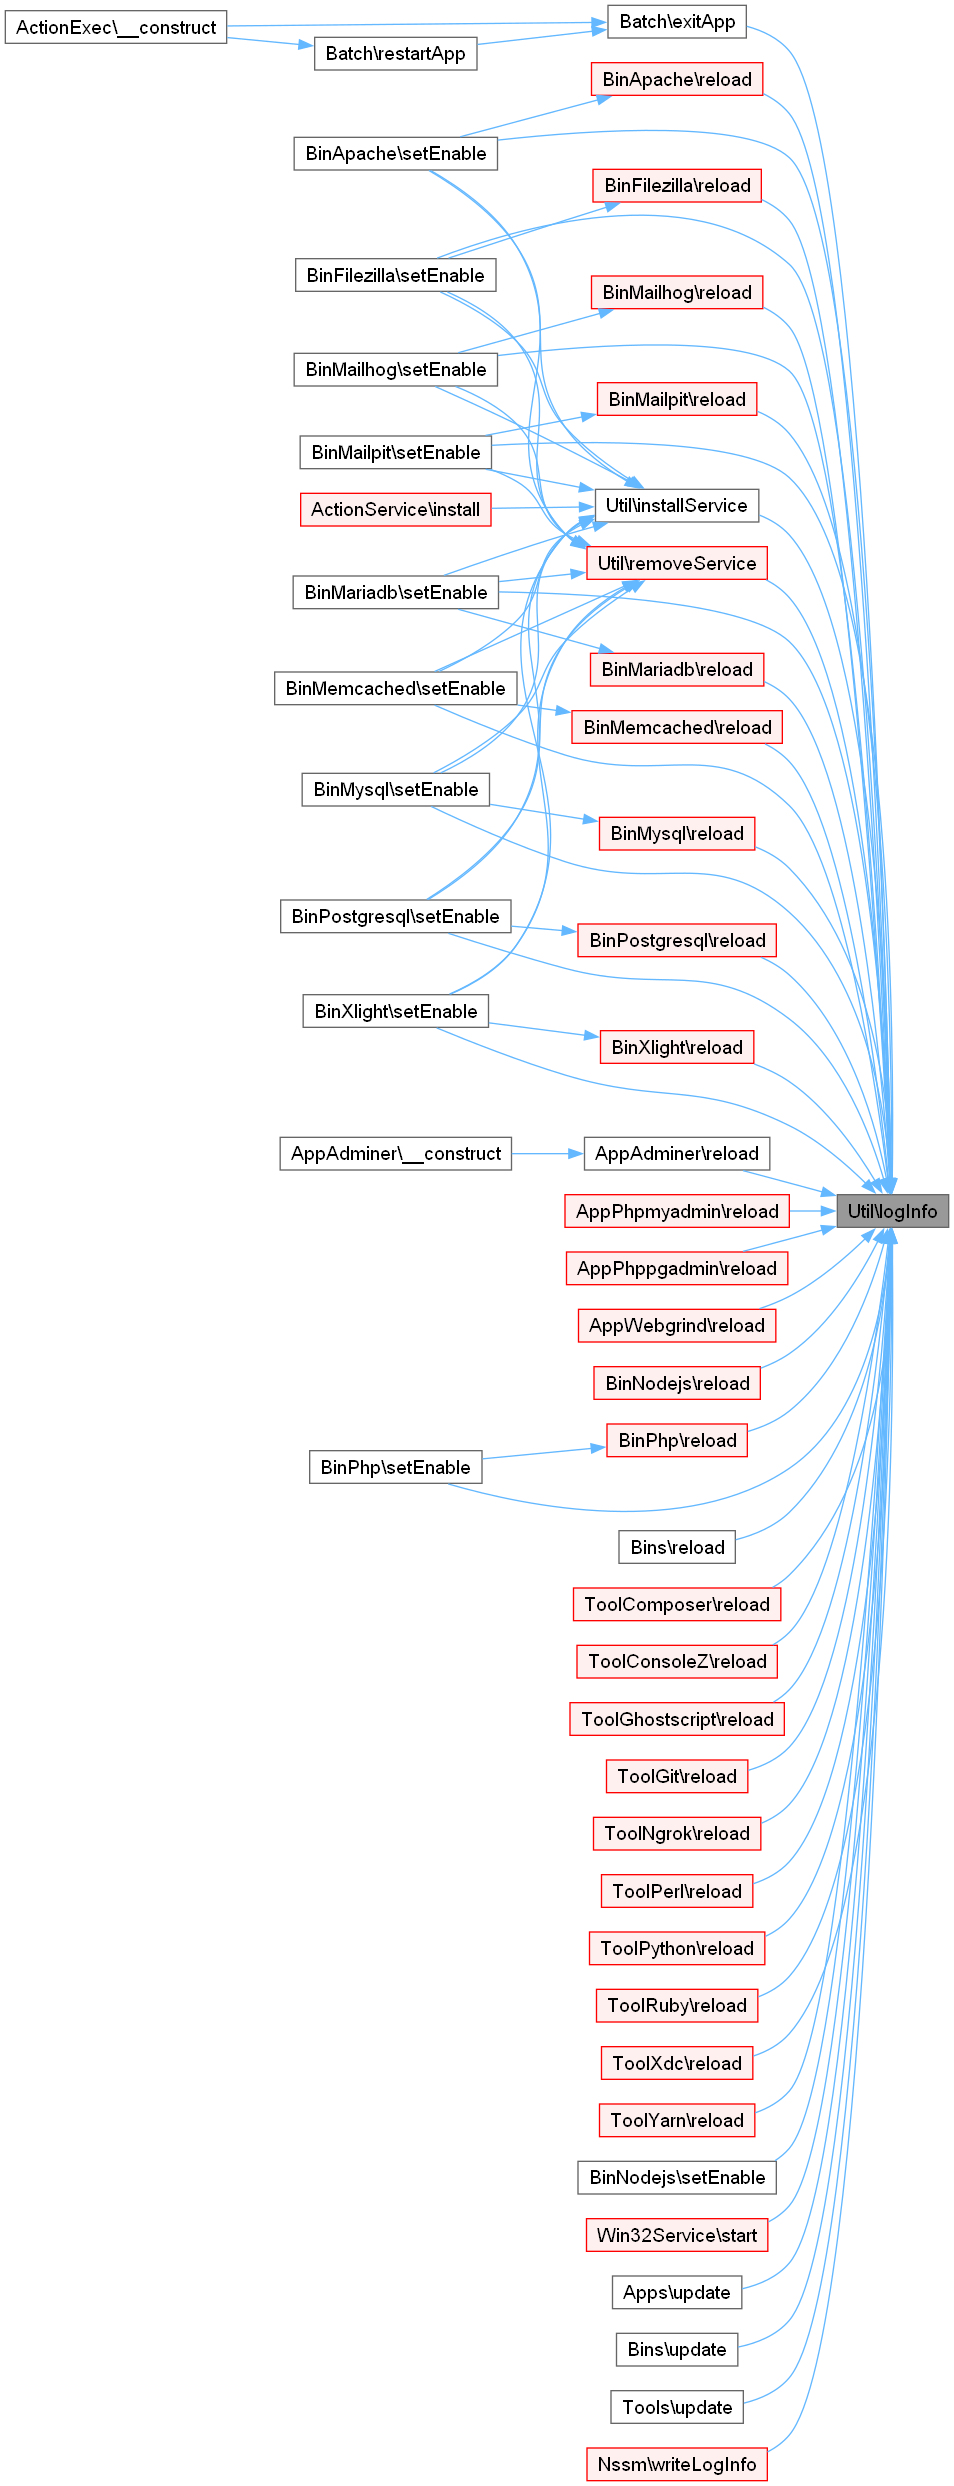 ActionExec\__construct
Batch\exitApp
Batch\restartApp
BinApache\reload
BinApache\setEnable
BinFilezilla\reload
BinFilezilla\setEnable
BinMailhog\reload
BinMailhog\setEnable
BinMailpit\reload
BinMailpit\setEnable
Util\installService
ActionService\install
Util\removeService
BinMariadb\setEnable
BinMariadb\reload
BinMemcached\setEnable
BinMemcached\reload
BinMysql\setEnable
BinMysql\reload
BinPostgresql\setEnable
BinPostgresql\reload
BinXlight\setEnable
BinXlight\reload
AppAdminer\__construct
AppAdminer\reload
AppPhpmyadmin\reload
Util\logInfo
AppPhppgadmin\reload
AppWebgrind\reload
BinNodejs\reload
BinPhp\reload
BinPhp\setEnable
Bins\reload
ToolComposer\reload
ToolConsoleZ\reload
ToolGhostscript\reload
ToolGit\reload
ToolNgrok\reload
ToolPerl\reload
ToolPython\reload
ToolRuby\reload
ToolXdc\reload
ToolYarn\reload
BinNodejs\setEnable
Win32Service\start
Apps\update
Bins\update
Tools\update
Nssm\writeLogInfo